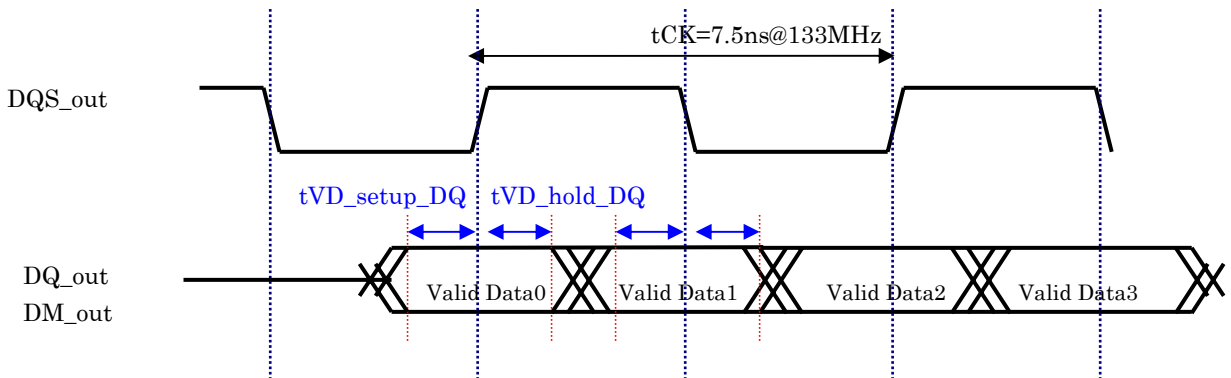 tCK=7.5ns@133MHz
DQS_out
tVD_setup_DQ tVD_hold_DQ
DQ_out
DM_out
Valid Data0 Valid Data1 Valid Data2 Valid Data3